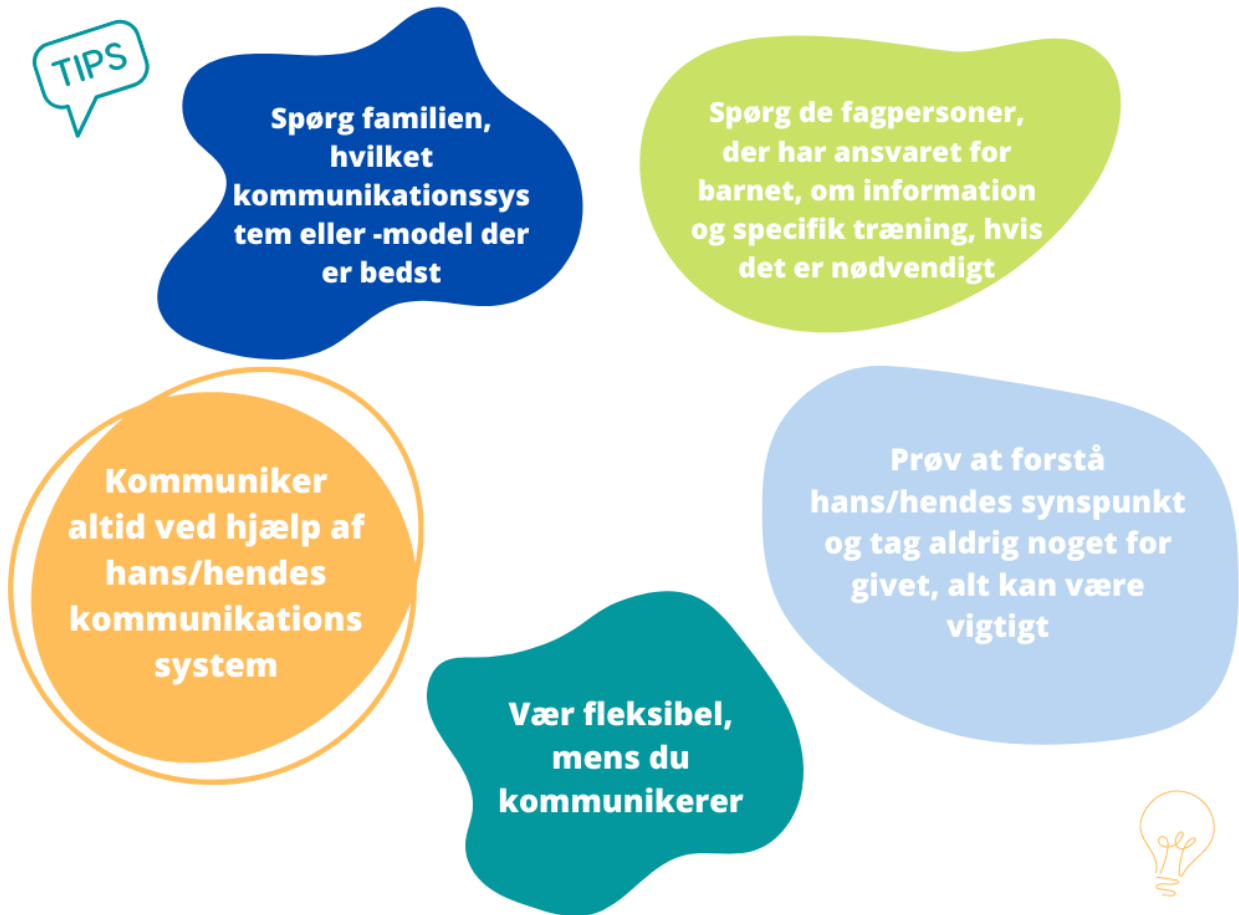 TIPS
Spørg familien,
hvilket
kommunikationssys
tem eller -model der
er bedst
Spørg de fagpersoner,
der har ansvaret for
barnet, om information
og specifik træning, hvis
det er nødvendigt
Kommuniker
altid ved hjælp af
hans/hendes
kommunikations
system
Prøv at forstå
hans/hendes synspunkt
og tag aldrig noget for
givet, alt kan være
vigtigt
Vær fleksibel,
mens du
kommunikerer